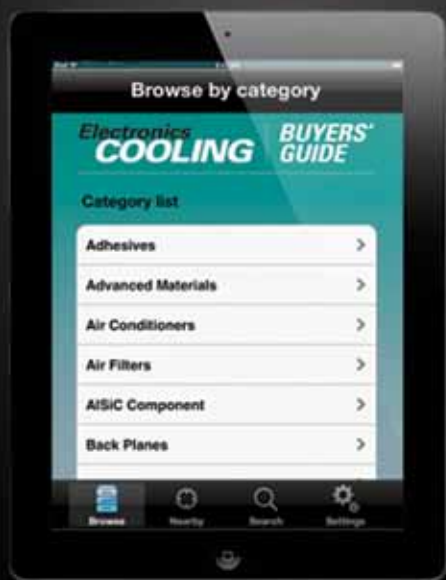 Browse by category
Electronics COOLING BUYERS' GUIDE
Category list
Adhesives
Advanced Materials
Air Conditioners
Air Filters
AlSiC Component
Back Planes
Browse Nearby Search Settings